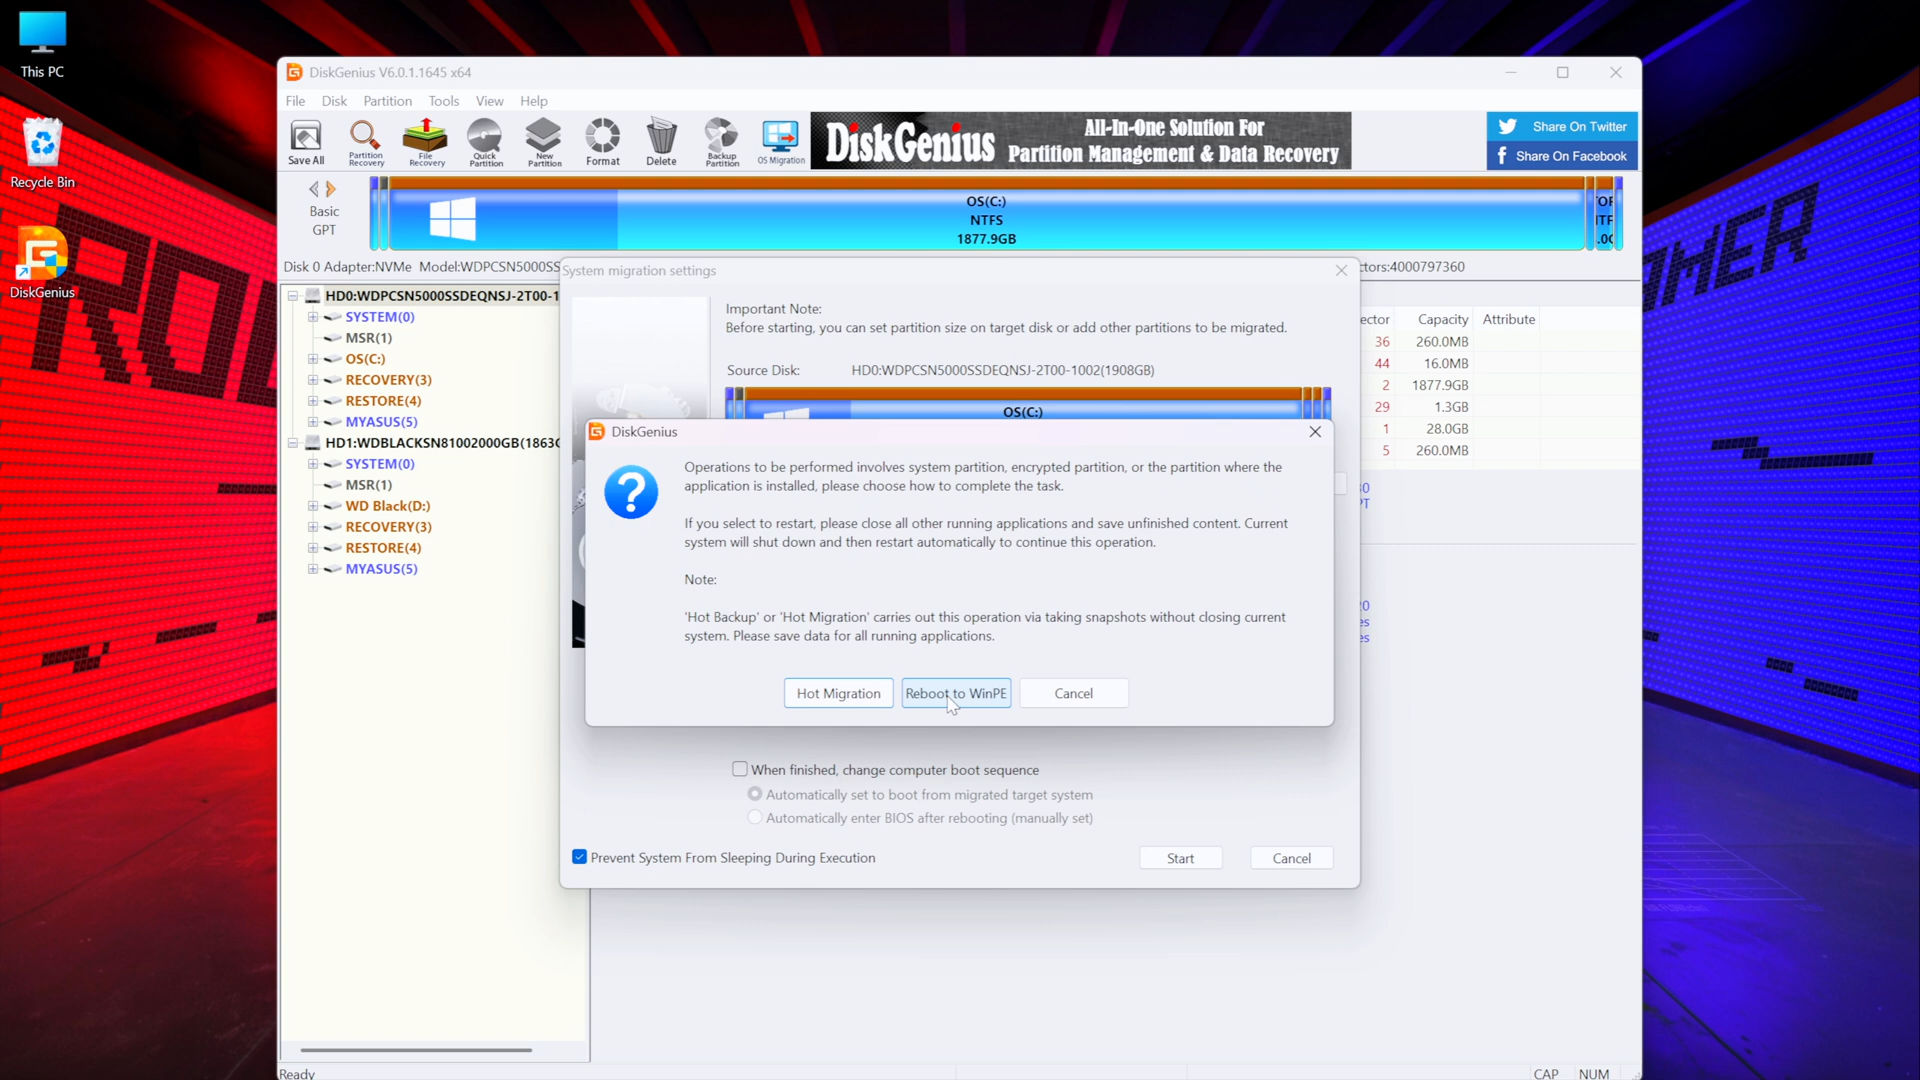 This PC
Recycle Bin
DiskGenius
DiskGenius V6.0.1.1645 x64
File Disk Partition Tools View Help
Save All
Partition Recovery
File Recovery
Quick Partition
New Partition
Format
Delete
Backup Partition
OS Migration
DiskGenius
All-In-One Solution For
Partition Management & Data Recovery
Share On Twitter
Share On Facebook
Basic
GPT
OS(C:)
NTFS
1877.9GB
Disk 0 Adapter:NVMe Model:WDPCSN5000SS
ctors:4000797360
HD0:WDPCSN5000SSDEQNSJ-2T00-1
SYSTEM(0)
MSR(1)
OS(C:)
RECOVERY(3)
RESTORE(4)
MYASUS(5)
HD1:WDBLACKSN81002000GB(1863G
SYSTEM(0)
MSR(1)
WD Black(D:)
RECOVERY(3)
RESTORE(4)
MYASUS(5)
ector Capacity Attribute
36 260.0MB
44 16.0MB
2 1877.9GB
29 1.3GB
1 28.0GB
5 260.0MB
System migration settings
Important Note:
Before starting, you can set partition size on target disk or add other partitions to be migrated.
Source Disk: HD0:WDPCSN5000SSDEQNSJ-2T00-1002(1908GB)
OS(C:)
DiskGenius
Operations to be performed involves system partition, encrypted partition, or the partition where the
application is installed, please choose how to complete the task.
If you select to restart, please close all other running applications and save unfinished content. Current
system will shut down and then restart automatically to continue this operation.
Note:
'Hot Backup' or 'Hot Migration' carries out this operation via taking snapshots without closing current
system. Please save data for all running applications.
Hot Migration Reboot to WinPE Cancel
When finished, change computer boot sequence
Automatically set to boot from migrated target system
Automatically enter BIOS after rebooting (manually set)
Prevent System From Sleeping During Execution
Start Cancel
Ready
CAP NUM